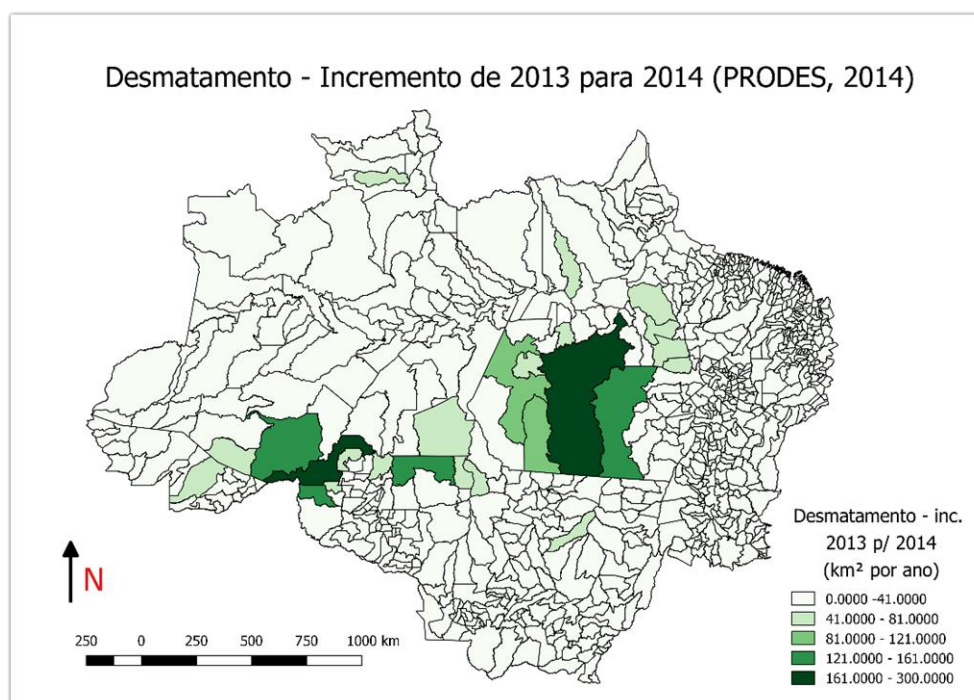 Desmatamento - Incremento de 2013 para 2014 (PRODES, 2014)
N
250 0 250 500 750 1000 km
Desmatamento - inc.
2013 p/ 2014
(km² por ano)
0.0000 -41.0000
41.0000 - 81.0000
81.0000 - 121.0000
121.0000 - 161.0000
161.0000 - 300.0000